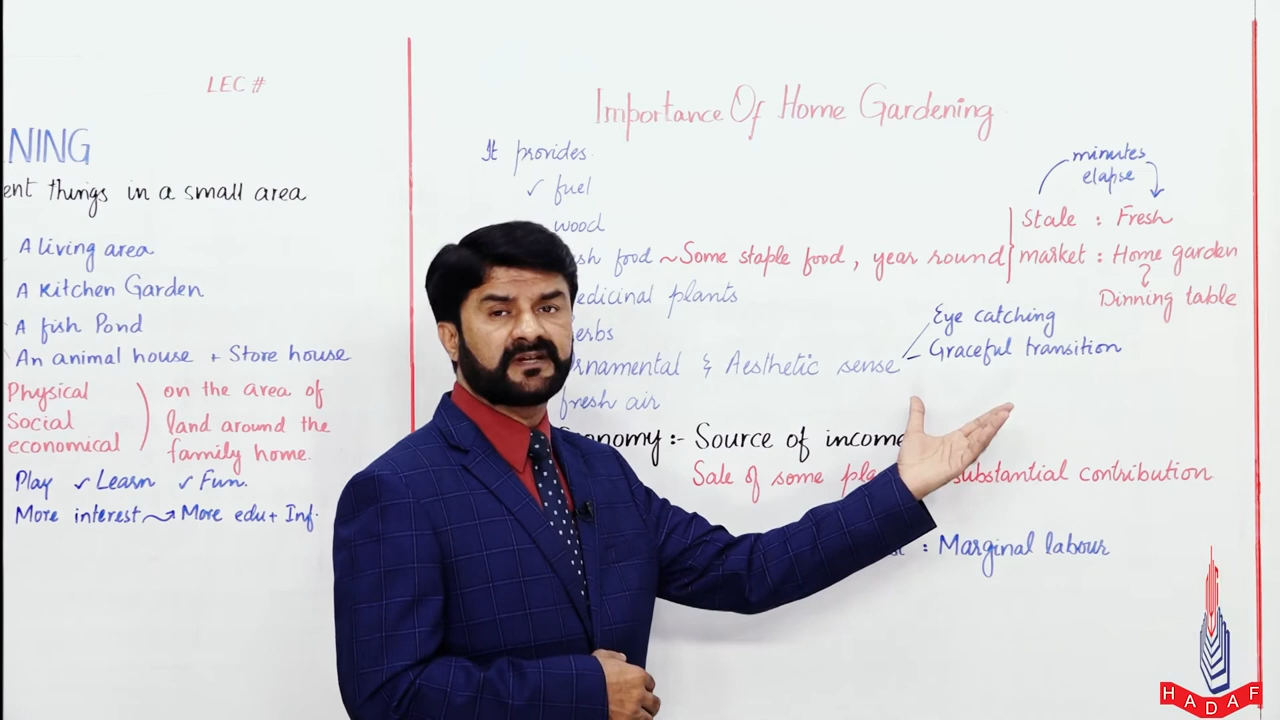 LEC #
NING
ent things in a small area
A living area
A Kitchen Garden
A fish Pond
An animal house + Store house
Physical
Social
economical
on the area of
land around the
family home.
Play ✓ Learn ✓ Fun.
More interest → More edu + Inf.
Importance Of Home Gardening
It provides.
✓ fuel
wood
sh food ~ Some staple food, year round
minutes
elapse
Stale : Fresh
market : Home garden
Dinning table
edicinal plants
erbs
rnamental & Aesthetic sense
Eye catching
Graceful transition
fresh air
onomy :- Source of income
Sale of some pla substantial contribution
: Marginal labour
HADAF